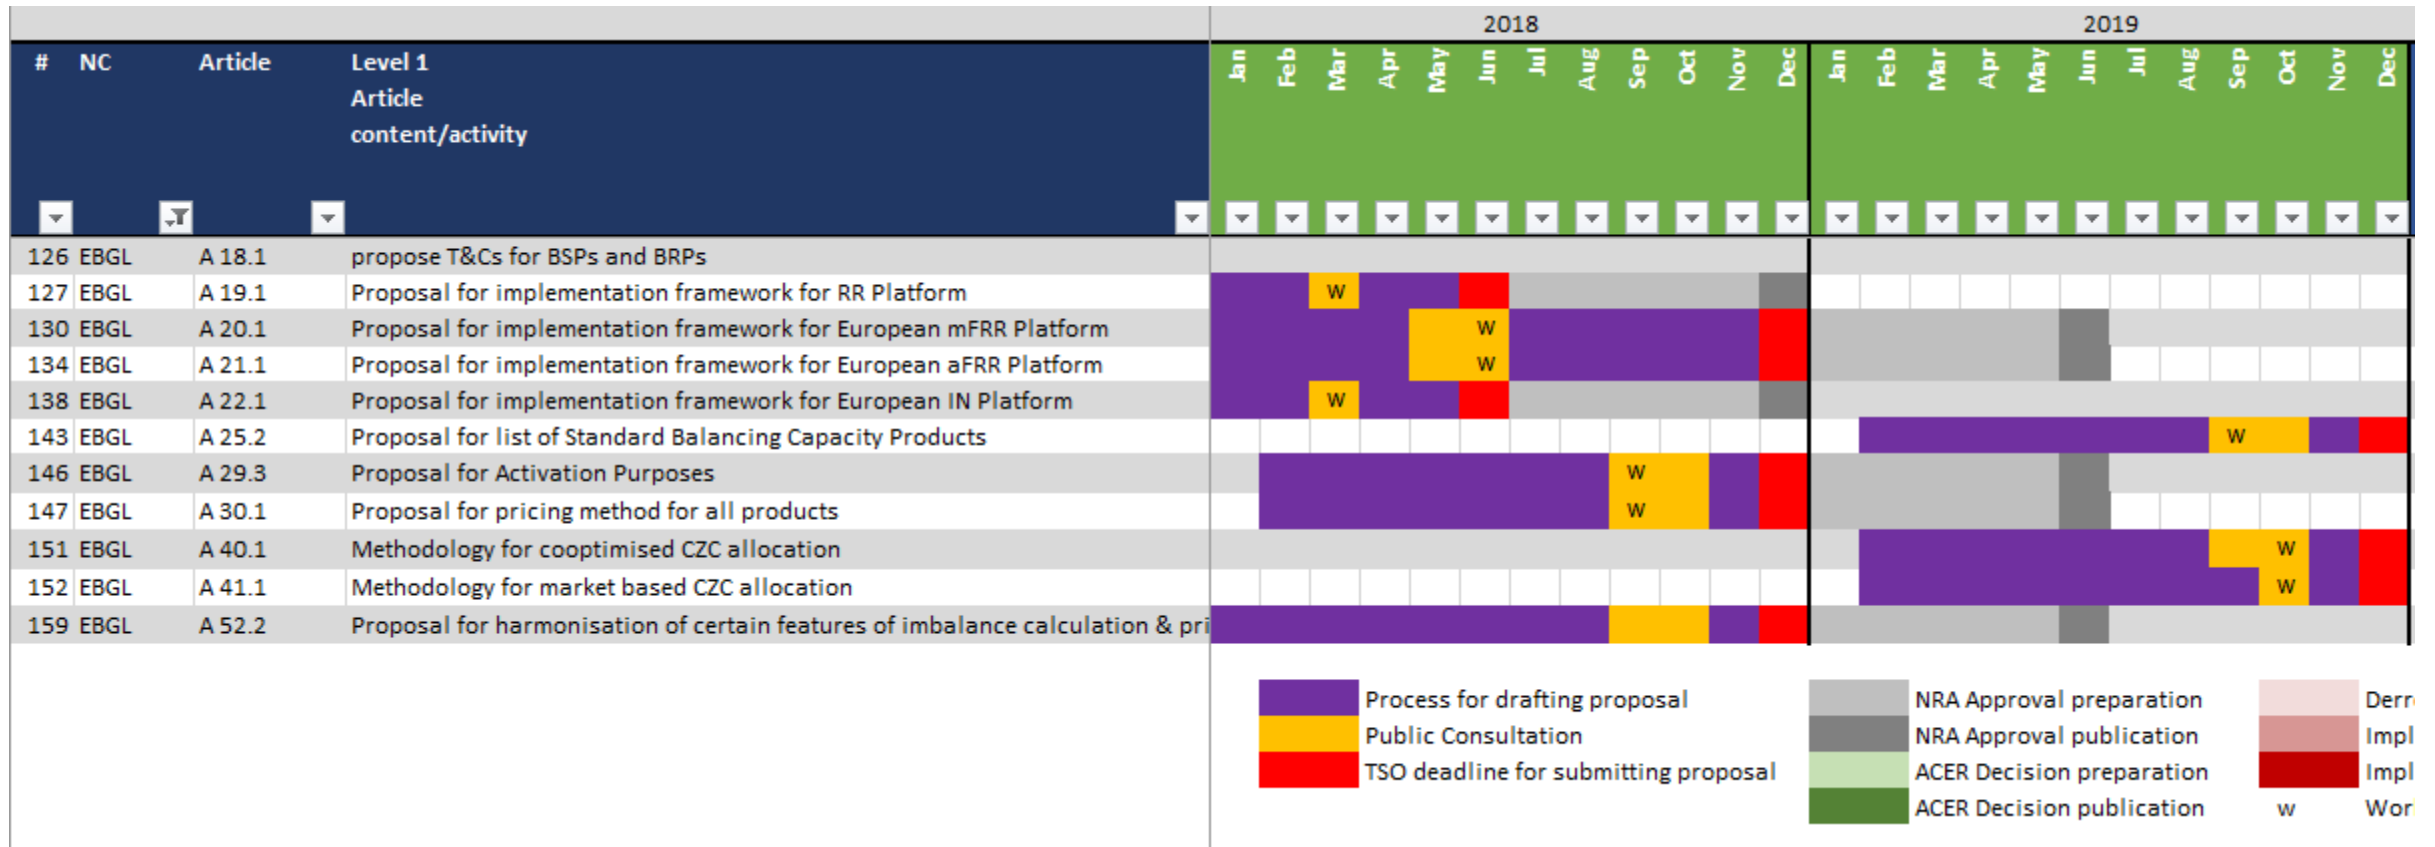 2018 2019
# NC Article Level 1 Jan Feb Mar Apr May Jun Jul Aug Sep Oct Nov Dec Jan Feb Mar Apr May Jun Jul Aug Sep Oct Nov Dec
Article
content/activity
126 EBGL A 18.1 propose T&Cs for BSPs and BRPs
127 EBGL A 19.1 Proposal for implementation framework for RR Platform W
130 EBGL A 20.1 Proposal for implementation framework for European mFRR Platform W
134 EBGL A 21.1 Proposal for implementation framework for European aFRR Platform W
138 EBGL A 22.1 Proposal for implementation framework for European IN Platform W
143 EBGL A 25.2 Proposal for list of Standard Balancing Capacity Products W
146 EBGL A 29.3 Proposal for Activation Purposes W
147 EBGL A 30.1 Proposal for pricing method for all products W
151 EBGL A 40.1 Methodology for cooptimised CZC allocation W
152 EBGL A 41.1 Methodology for market based CZC allocation W
159 EBGL A 52.2 Proposal for harmonisation of certain features of imbalance calculation & pri
Process for drafting proposal NRA Approval preparation Derr
Public Consultation NRA Approval publication Impl
TSO deadline for submitting proposal ACER Decision preparation Impl
ACER Decision publication w Wor